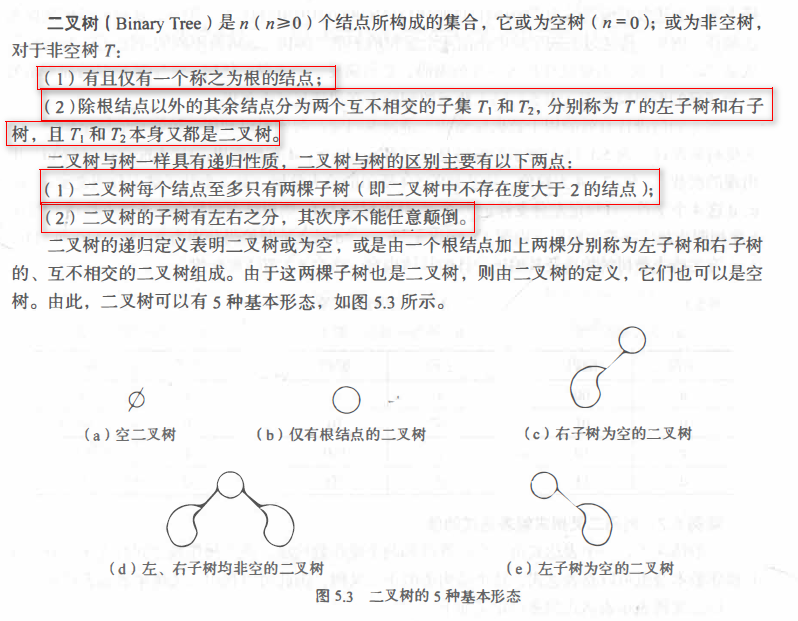 二叉树（Binary Tree）是 n（n≥0）个结点所构成的集合，它或为空树（n = 0）；或为非空树，
对于非空树 T：
（1）有且仅有一个称之为根的结点；
（2）除根结点以外的其余结点分为两个互不相交的子集 T₁ 和 T₂，分别称为 T 的左子树和右子
树，且 T₁ 和 T₂ 本身又都是二叉树。
二叉树与树一样具有递归性质，二叉树与树的区别主要有以下两点：
（1）二叉树每个结点至多只有两棵子树（即二叉树中不存在度大于 2 的结点）；
（2）二叉树的子树有左右之分，其次序不能任意颠倒。
二叉树的递归定义表明二叉树或为空，或是由一个根结点加上两棵分别称为左子树和右子树
的、互不相交的二叉树组成。由于这两棵子树也是二叉树，则由二叉树的定义，它们也可以是空
树。由此，二叉树可以有 5 种基本形态，如图 5.3 所示。
（a）空二叉树
（b）仅有根结点的二叉树
（c）右子树为空的二叉树
（d）左、右子树均非空的二叉树
（e）左子树为空的二叉树
图 5.3 二叉树的 5 种基本形态